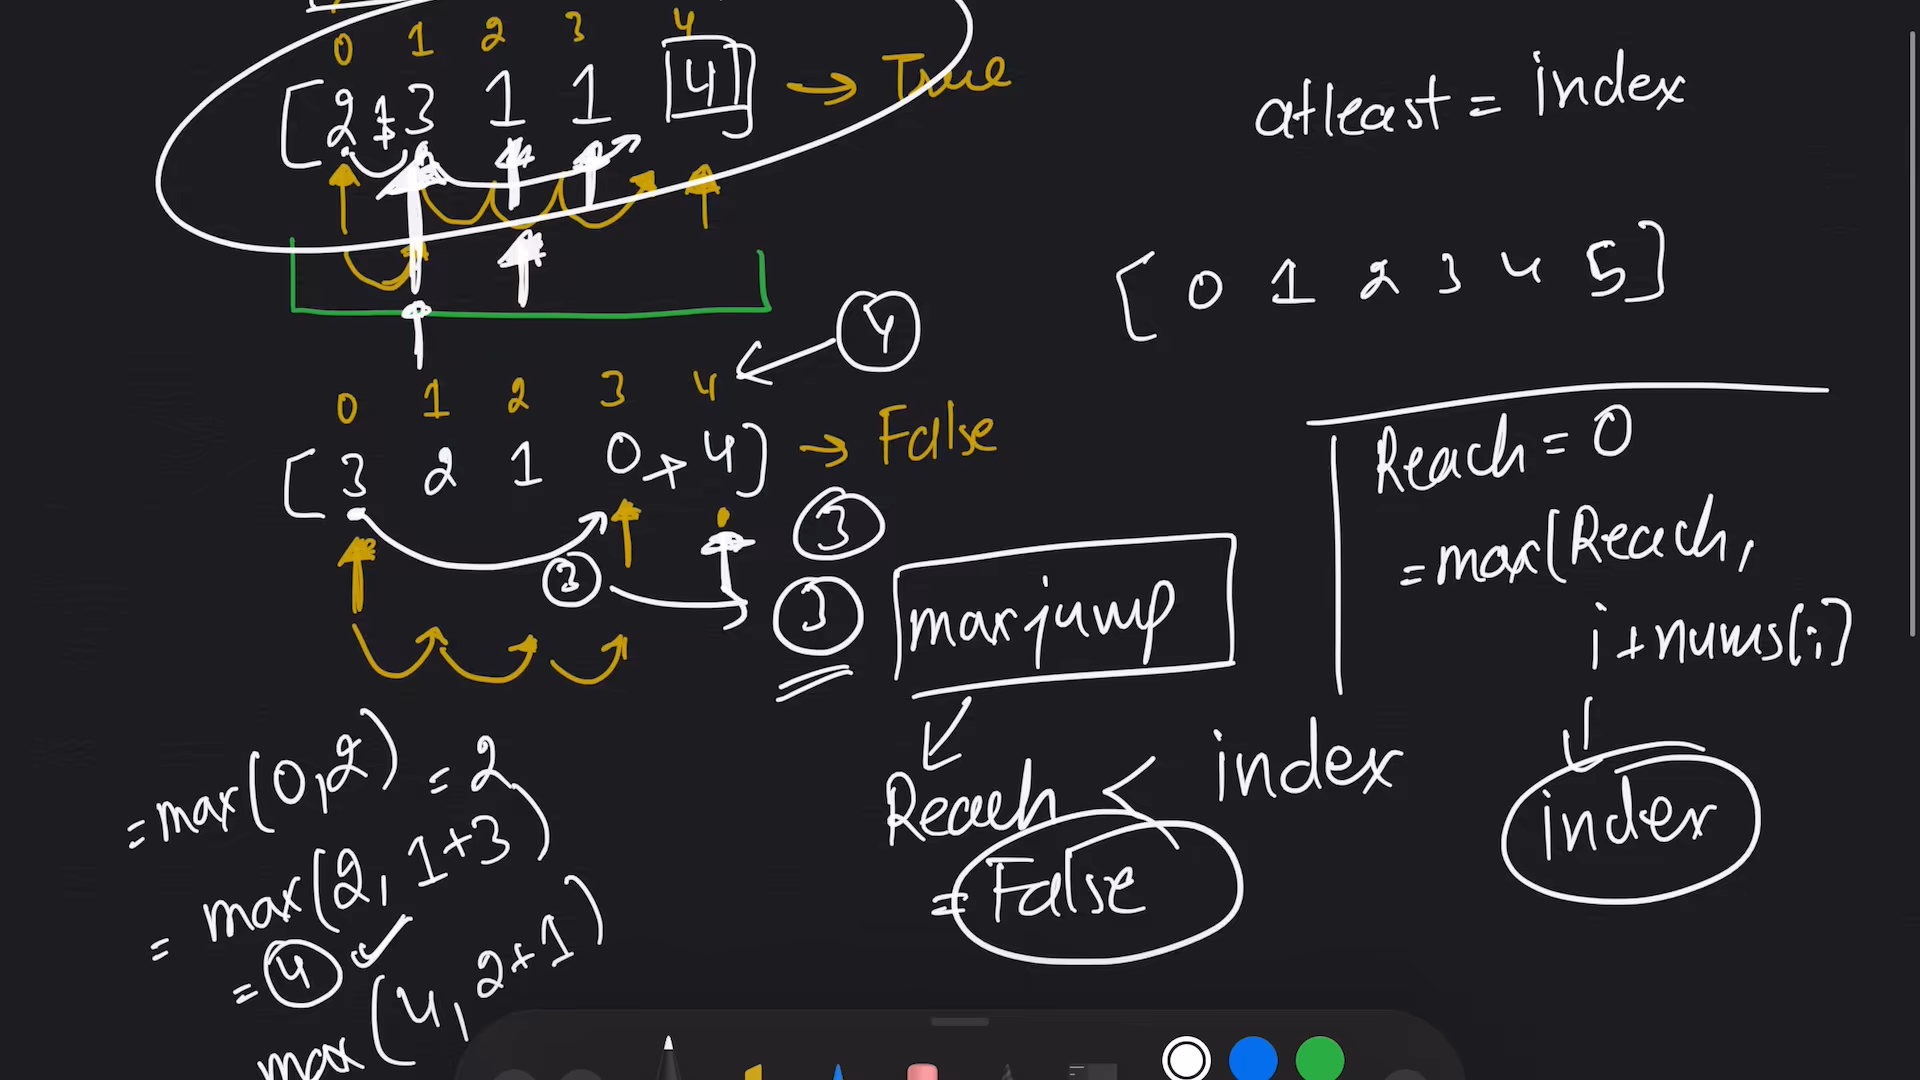 0 1 2 3 4
[2 3 1 1 4] → True
atleast = index
[0 1 2 3 4 5]
4
0 1 2 3 4
[3 2 1 0 4] → False
Reach = 0
= max(Reach,
i + nums[i]
3
3
3
maxjump
Reach < index
= False
index
= max(0,2) = 2
= max(2, 1+3)
= 4
max(4, 2+1)